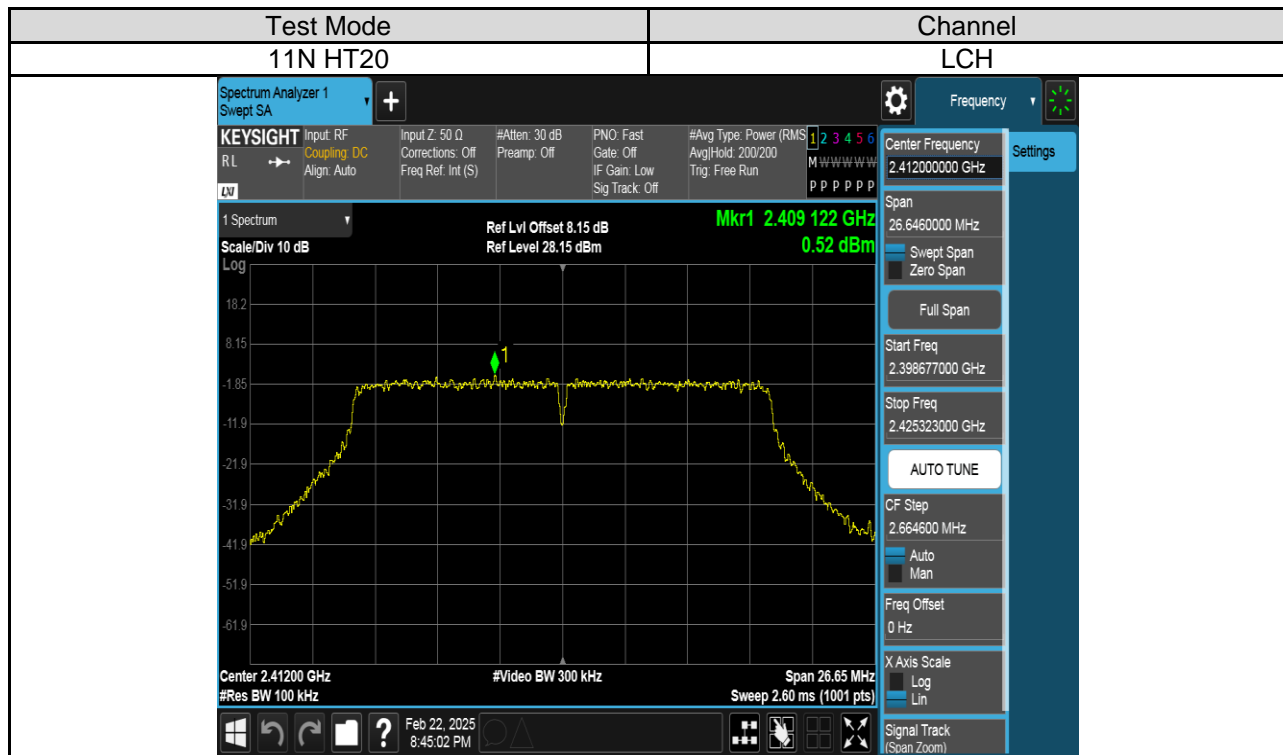 Test Mode Channel
11N HT20 LCH
Spectrum Analyzer 1
Swept SA
+
Frequency
KEYSIGHT Input: RF Input Z: 50 Ω #Atten: 30 dB PNO: Fast #Avg Type: Power (RMS 1 2 3 4 5 6
RL Coupling: DC Corrections: Off Preamp: Off Gate: Off Avg|Hold: 200/200 M W W W W W
Align: Auto Freq Ref: Int (S) IF Gain: Low Trig: Free Run
LXI Sig Track: Off P P P P P P
1 Spectrum
Scale/Div 10 dB
Ref Lvl Offset 8.15 dB
Ref Level 28.15 dBm
Mkr1 2.409 122 GHz
0.52 dBm
Log
18.2
8.15
1
-1.85
-11.9
-21.9
-31.9
-41.9
-51.9
-61.9
Center 2.41200 GHz #Video BW 300 kHz Span 26.65 MHz
#Res BW 100 kHz Sweep 2.60 ms (1001 pts)
? Feb 22, 2025
8:45:02 PM
Center Frequency
2.412000000 GHz
Settings
Span
26.6460000 MHz
Swept Span
Zero Span
Full Span
Start Freq
2.398677000 GHz
Stop Freq
2.425323000 GHz
AUTO TUNE
CF Step
2.664600 MHz
Auto
Man
Freq Offset
0 Hz
X Axis Scale
Log
Lin
Signal Track
(Span Zoom)